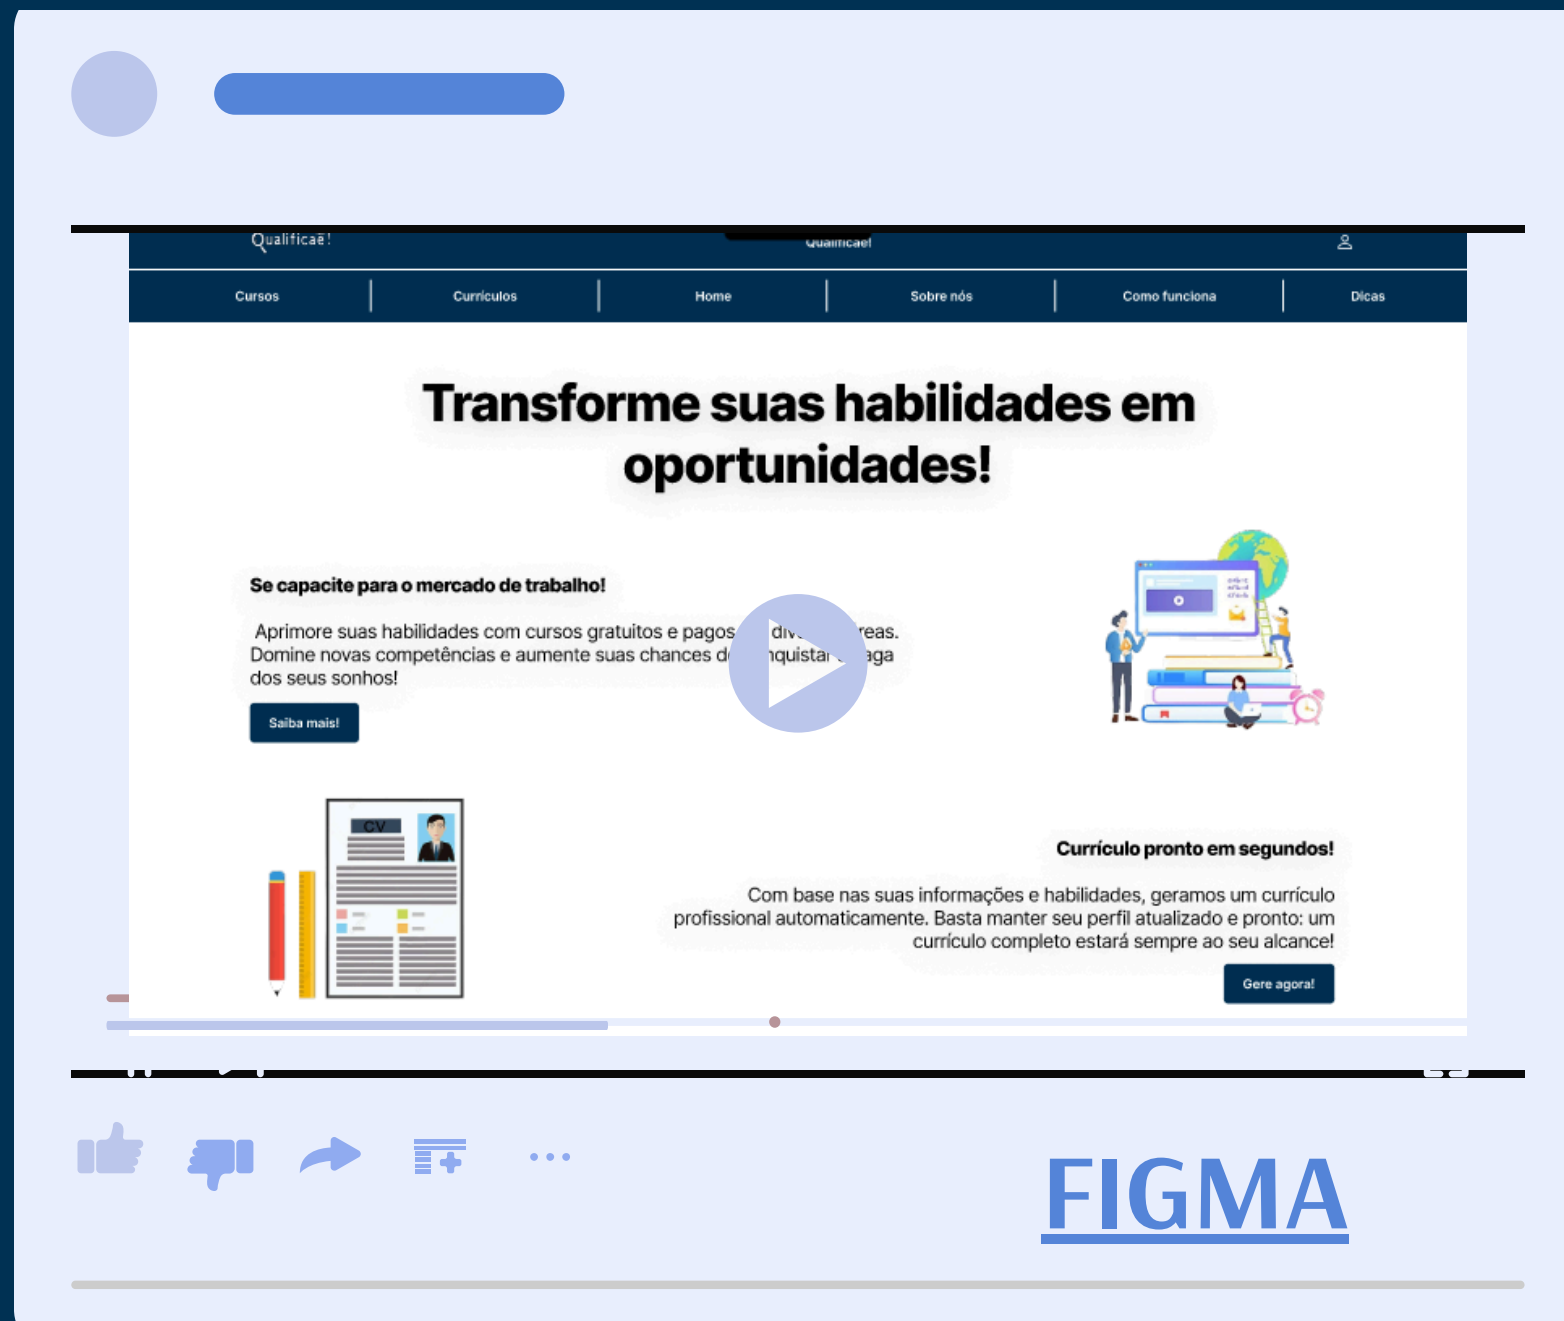 Qualificaê!
Qualificaê!
Cursos
Currículos
Home
Sobre nós
Como funciona
Dicas
Transforme suas habilidades em
oportunidades!
Se capacite para o mercado de trabalho!
Aprimore suas habilidades com cursos gratuitos e pagos
Domine novas competências e aumente suas chances
dos seus sonhos!
Saiba mais!
CV
Currículo pronto em segundos!
Com base nas suas informações e habilidades, geramos um currículo
profissional automaticamente. Basta manter seu perfil atualizado e pronto: um
currículo completo estará sempre ao seu alcance!
Gere agora!
FIGMA